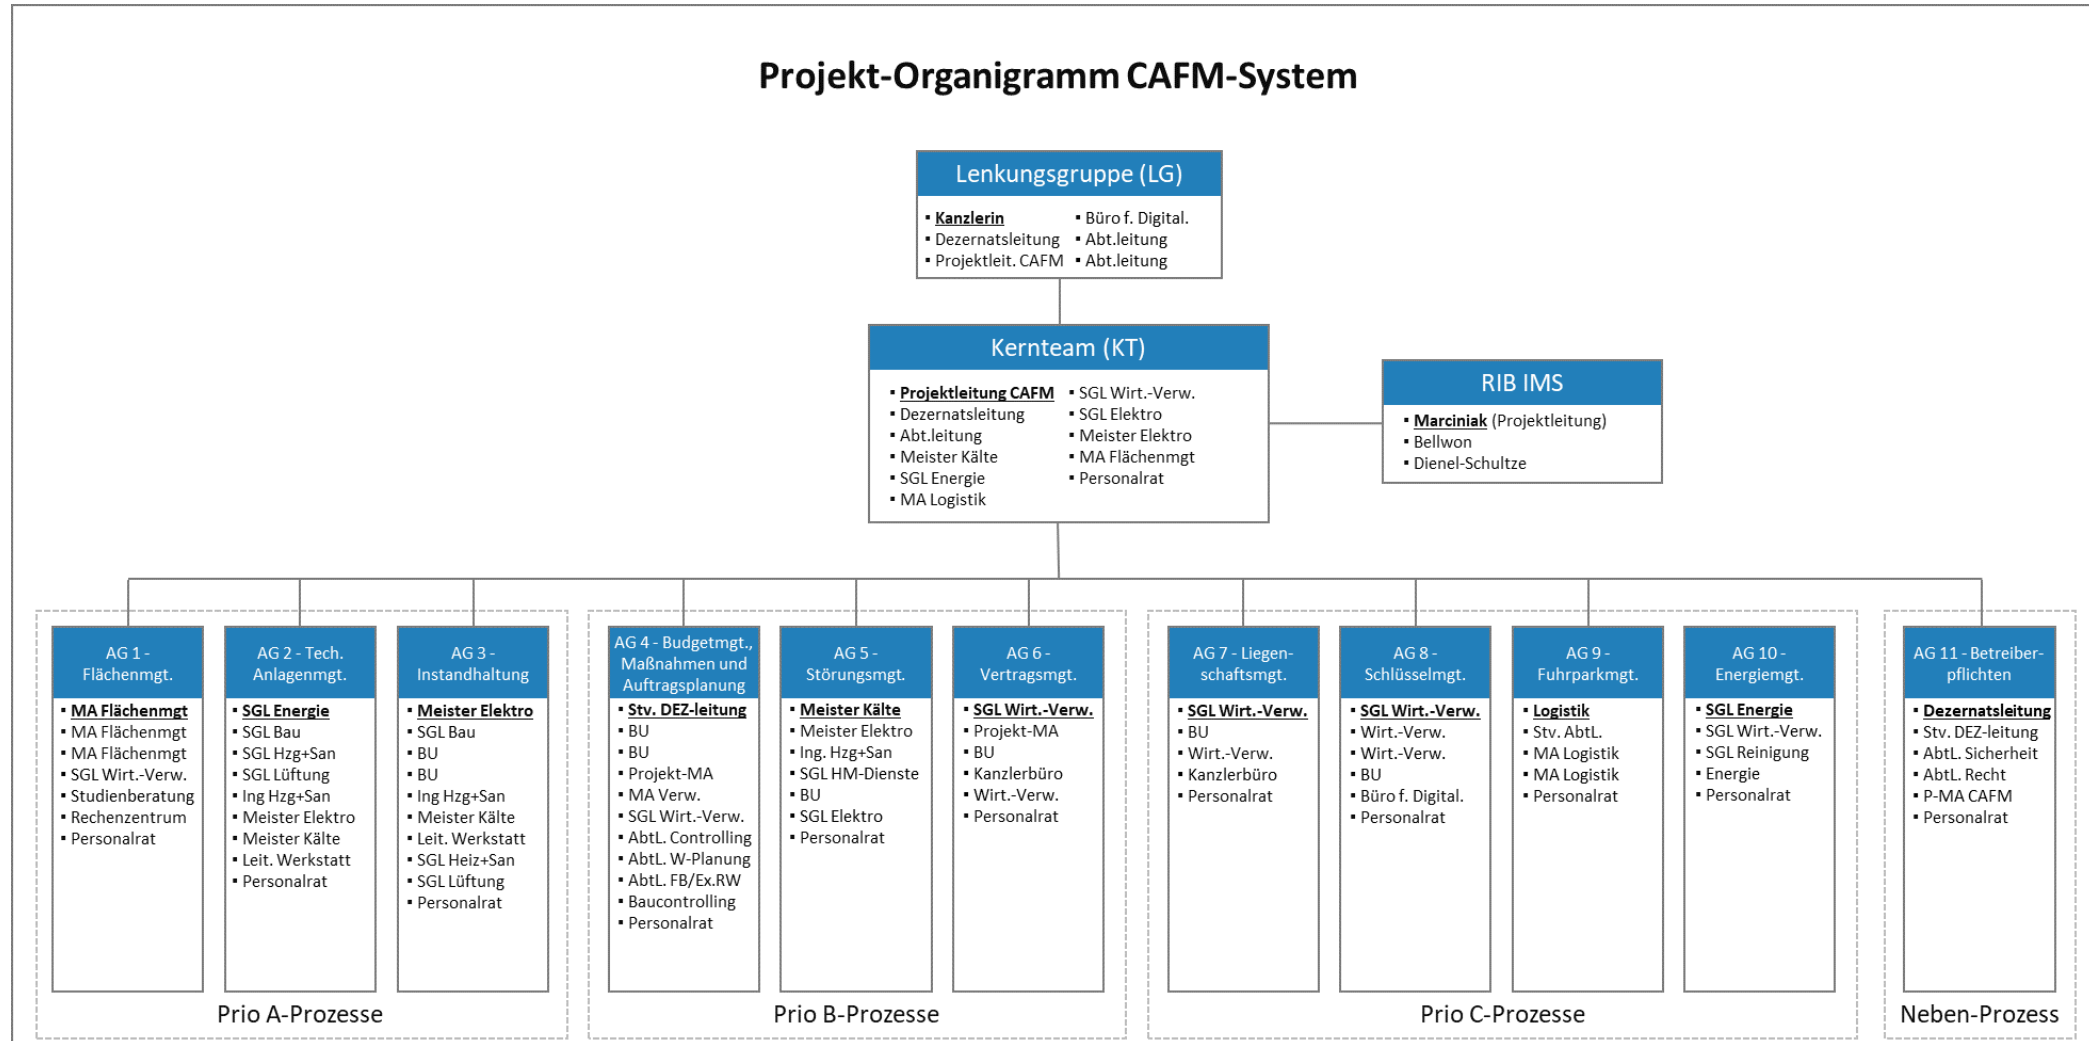 Projekt-Organigramm CAFM-System
Lenkungsgruppe (LG)
▪ Kanzlerin
▪ Dezernatsleitung
▪ Projektleit. CAFM
▪ Büro f. Digital.
▪ Abt.leitung
▪ Abt.leitung
Kernteam (KT)
▪ Projektleitung CAFM
▪ Dezernatsleitung
▪ Abt.leitung
▪ Meister Kälte
▪ SGL Energie
▪ MA Logistik
▪ SGL Wirt.-Verw.
▪ SGL Elektro
▪ Meister Elektro
▪ MA Flächenmgt
▪ Personalrat
RIB IMS
▪ Marciniak (Projektleitung)
▪ Bellwon
▪ Dienel-Schultze
AG 1 -
Flächenmgt.
▪ MA Flächenmgt
▪ MA Flächenmgt
▪ MA Flächenmgt
▪ SGL Wirt.-Verw.
▪ Studienberatung
▪ Rechenzentrum
▪ Personalrat
AG 2 - Tech.
Anlagenmgt.
▪ SGL Energie
▪ SGL Bau
▪ SGL Hzg+San
▪ SGL Lüftung
▪ Ing Hzg+San
▪ Meister Elektro
▪ Meister Kälte
▪ Leit. Werkstatt
▪ Personalrat
AG 3 -
Instandhaltung
▪ Meister Elektro
▪ SGL Bau
▪ BU
▪ BU
▪ Ing Hzg+San
▪ Meister Kälte
▪ Leit. Werkstatt
▪ SGL Heiz+San
▪ SGL Lüftung
▪ Personalrat
Prio A-Prozesse
AG 4 - Budgetmgt.,
Maßnahmen und
Auftragsplanung
▪ Stv. DEZ-leitung
▪ BU
▪ BU
▪ Projekt-MA
▪ MA Verw.
▪ SGL Wirt.-Verw.
▪ AbtL. Controlling
▪ AbtL. W-Planung
▪ AbtL. FB/Ex.RW
▪ Baucontrolling
▪ Personalrat
AG 5 -
Störungsmgt.
▪ Meister Kälte
▪ Meister Elektro
▪ Ing. Hzg+San
▪ SGL HM-Dienste
▪ BU
▪ SGL Elektro
▪ Personalrat
AG 6 -
Vertragsmgt.
▪ SGL Wirt.-Verw.
▪ Projekt-MA
▪ BU
▪ Kanzlerbüro
▪ Wirt.-Verw.
▪ Personalrat
Prio B-Prozesse
AG 7 - Liegen-
schaftsmgt.
▪ SGL Wirt.-Verw.
▪ BU
▪ Wirt.-Verw.
▪ Kanzlerbüro
▪ Personalrat
AG 8 -
Schlüsselmgt.
▪ SGL Wirt.-Verw.
▪ Wirt.-Verw.
▪ Wirt.-Verw.
▪ BU
▪ Büro f. Digital.
▪ Personalrat
AG 9 -
Fuhrparkmgt.
▪ Logistik
▪ Stv. AbtL.
▪ MA Logistik
▪ MA Logistik
▪ Personalrat
AG 10 -
Energiemgt.
▪ SGL Energie
▪ SGL Wirt.-Verw.
▪ SGL Reinigung
▪ Energie
▪ Personalrat
Prio C-Prozesse
AG 11 - Betreiber-
pflichten
▪ Dezernatsleitung
▪ Stv. DEZ-leitung
▪ AbtL. Sicherheit
▪ AbtL. Recht
▪ P-MA CAFM
▪ Personalrat
Neben-Prozess